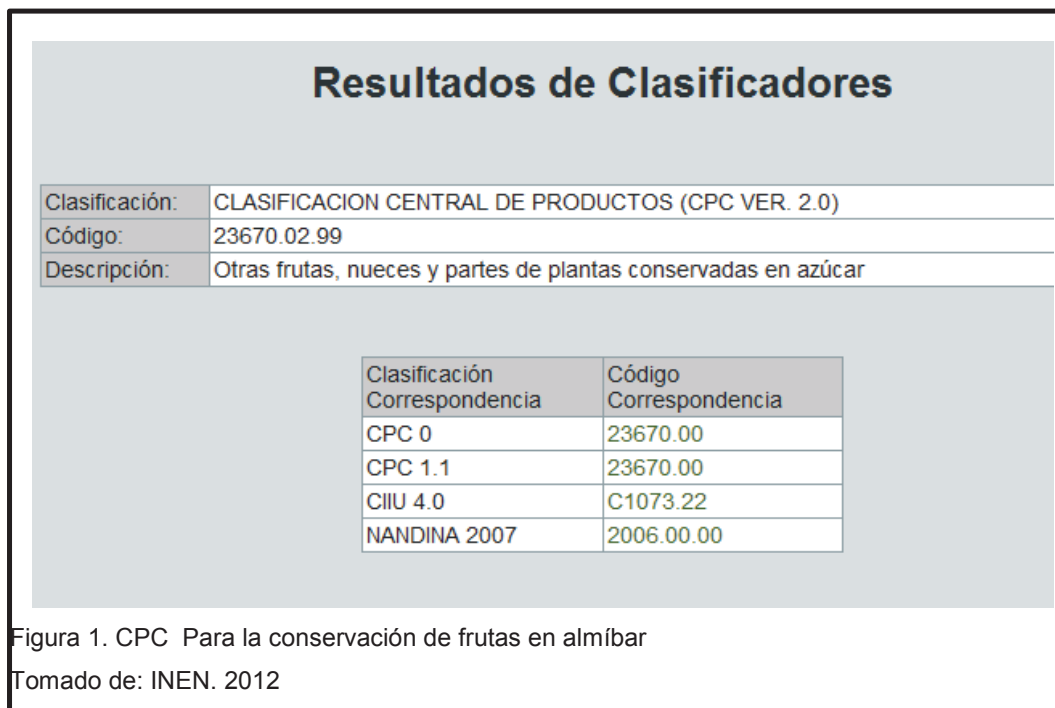 Resultados de Clasificadores
Clasificación: CLASIFICACION CENTRAL DE PRODUCTOS (CPC VER. 2.0)
Código: 23670.02.99
Descripción: Otras frutas, nueces y partes de plantas conservadas en azúcar
Clasificación Código
Correspondencia Correspondencia
CPC 0 23670.00
CPC 1.1 23670.00
CIIU 4.0 C1073.22
NANDINA 2007 2006.00.00
Figura 1. CPC Para la conservación de frutas en almíbar
Tomado de: INEN. 2012